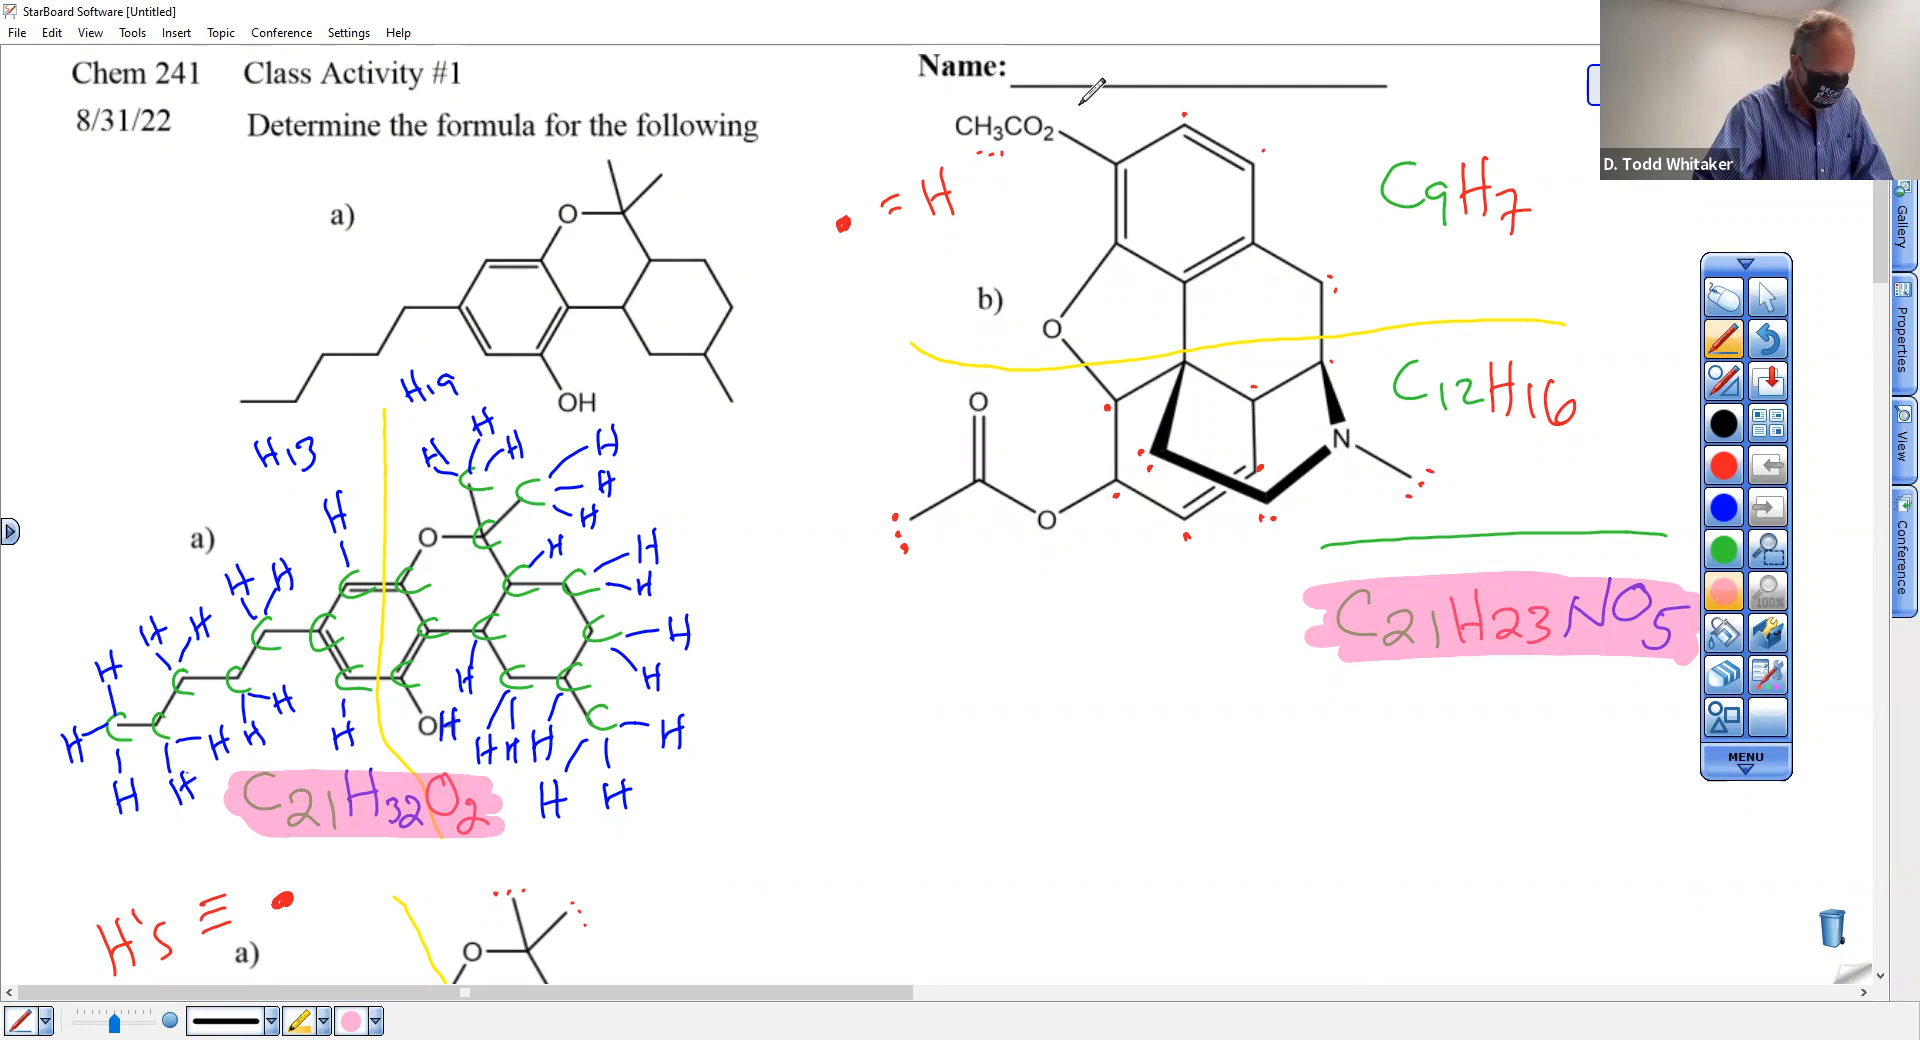 StarBoard Software [Untitled]
File Edit View Tools Insert Topic Conference Settings Help
Chem 241 Class Activity #1
8/31/22 Determine the formula for the following
Name:
D. Todd Whitaker
CH3CO2
a)
O
OH
• = H
C9H7
b)
O
C12H16
O
N
O
C21H23NO5
H19
H13
H H H
H H H
a)
H
O
H
H H
H H
H H
H H
H
H H
H H
H H H
H
OH
H H H
H
H H
H H
C C C C C C C C C C C C C C C C C C C C C
C21H32O2
H's ≡ •
a)
O
Gallery
Properties
View
Conference
100%
MENU